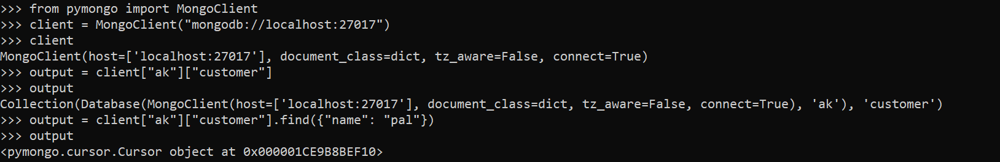 >>> from pymongo import MongoClient
>>> client = MongoClient("mongodb://localhost:27017")
>>> client
MongoClient(host=['localhost:27017'], document_class=dict, tz_aware=False, connect=True)
>>> output = client["ak"]["customer"]
>>> output
Collection(Database(MongoClient(host=['localhost:27017'], document_class=dict, tz_aware=False, connect=True), 'ak'), 'customer')
>>> output = client["ak"]["customer"].find({"name": "pal"})
>>> output
<pymongo.cursor.Cursor object at 0x000001CE9B8BEF10>